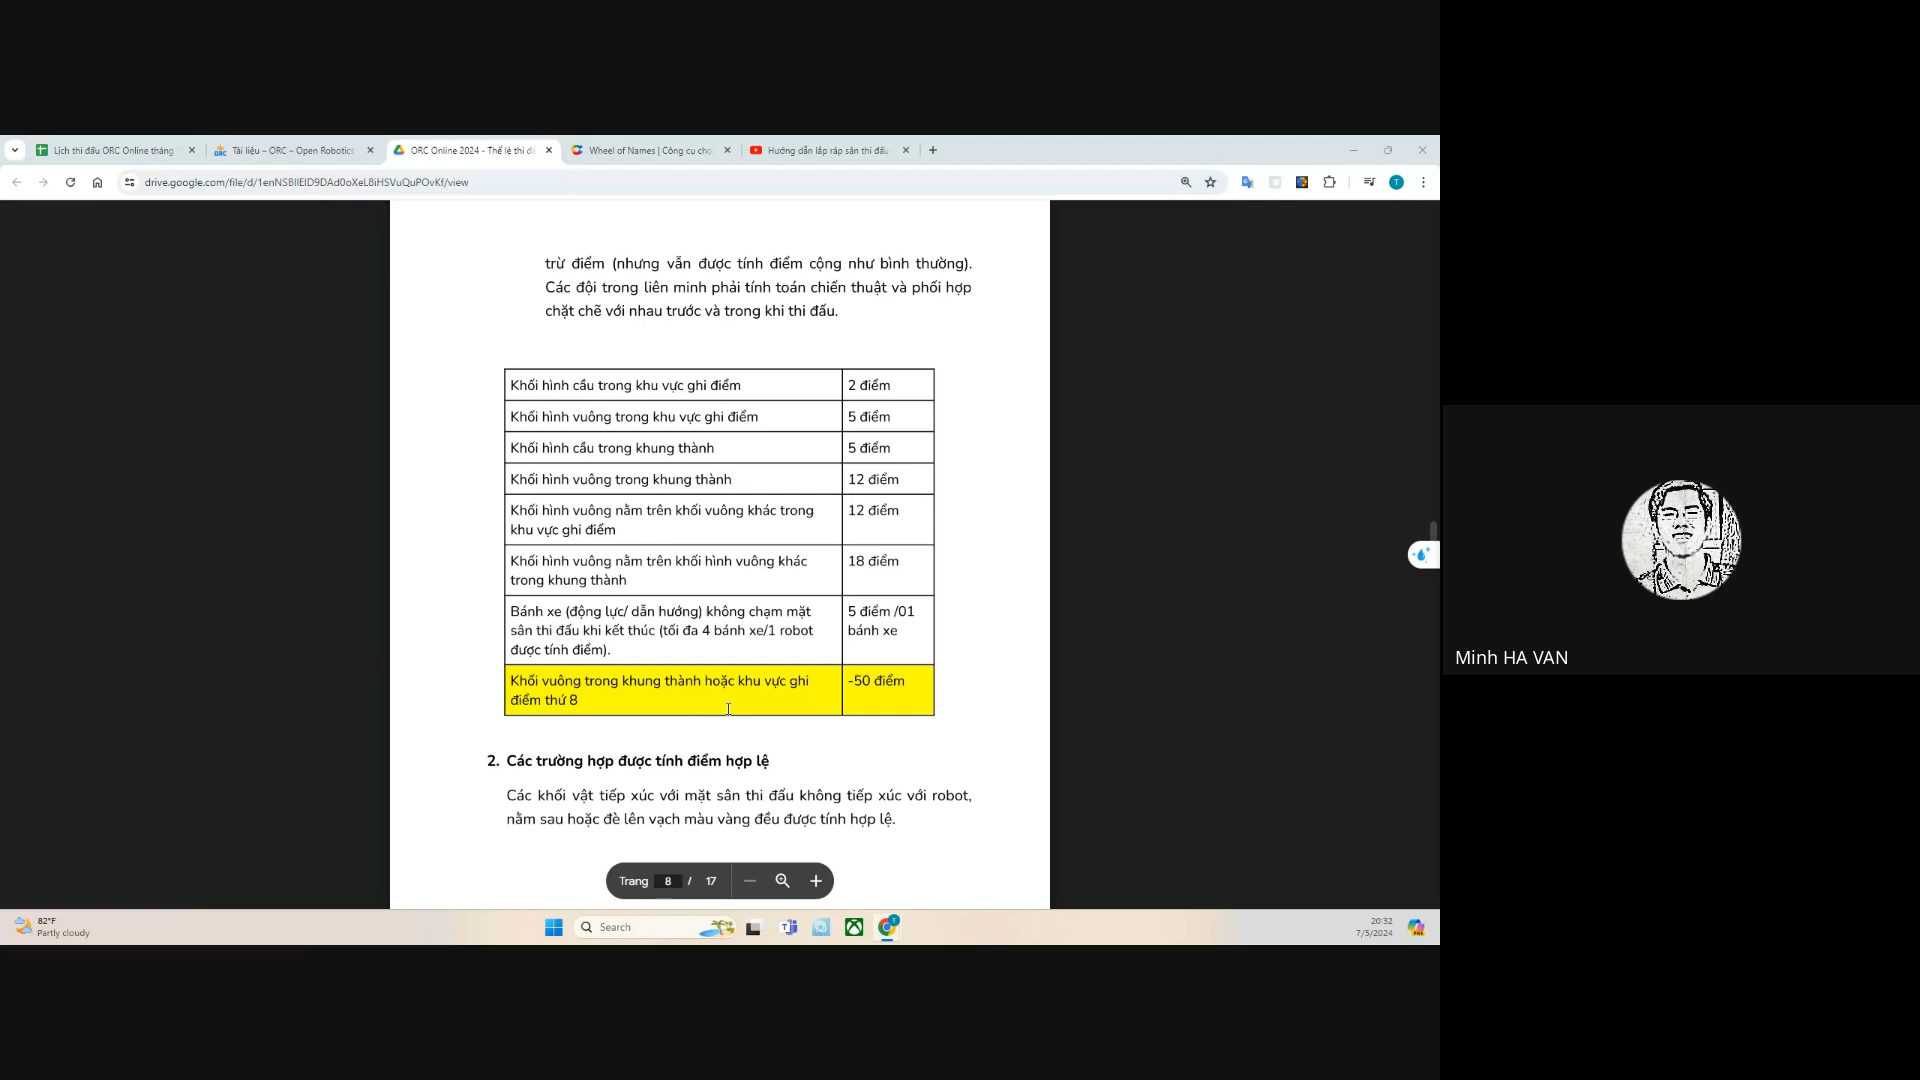 Lịch thi đấu ORC Online tháng
Tài liệu – ORC – Open Robotics
ORC Online 2024 - Thể lệ thi đấ
Wheel of Names | Công cụ cho
Hướng dẫn lắp ráp sân thi đấu
drive.google.com/file/d/1enNSBIIEID9DAd0oXeL8iHSVuQuPOvKf/view
T
trừ điểm (nhưng vẫn được tính điểm cộng như bình thường).
Các đội trong liên minh phải tính toán chiến thuật và phối hợp
chặt chẽ với nhau trước và trong khi thi đấu.
Khối hình cầu trong khu vực ghi điểm
2 điểm
Khối hình vuông trong khu vực ghi điểm
5 điểm
Khối hình cầu trong khung thành
5 điểm
Khối hình vuông trong khung thành
12 điểm
Khối hình vuông nằm trên khối vuông khác trong
khu vực ghi điểm
12 điểm
Khối hình vuông nằm trên khối hình vuông khác
trong khung thành
18 điểm
Bánh xe (động lực/ dẫn hướng) không chạm mặt
sân thi đấu khi kết thúc (tối đa 4 bánh xe/1 robot
được tính điểm).
5 điểm /01
bánh xe
Khối vuông trong khung thành hoặc khu vực ghi
điểm thứ 8
-50 điểm
2. Các trường hợp được tính điểm hợp lệ
Các khối vật tiếp xúc với mặt sân thi đấu không tiếp xúc với robot,
nằm sau hoặc đè lên vạch màu vàng đều được tính hợp lệ.
Trang 8 / 17
82°F
Partly cloudy
Search
20:32
7/5/2024
Minh HA VAN